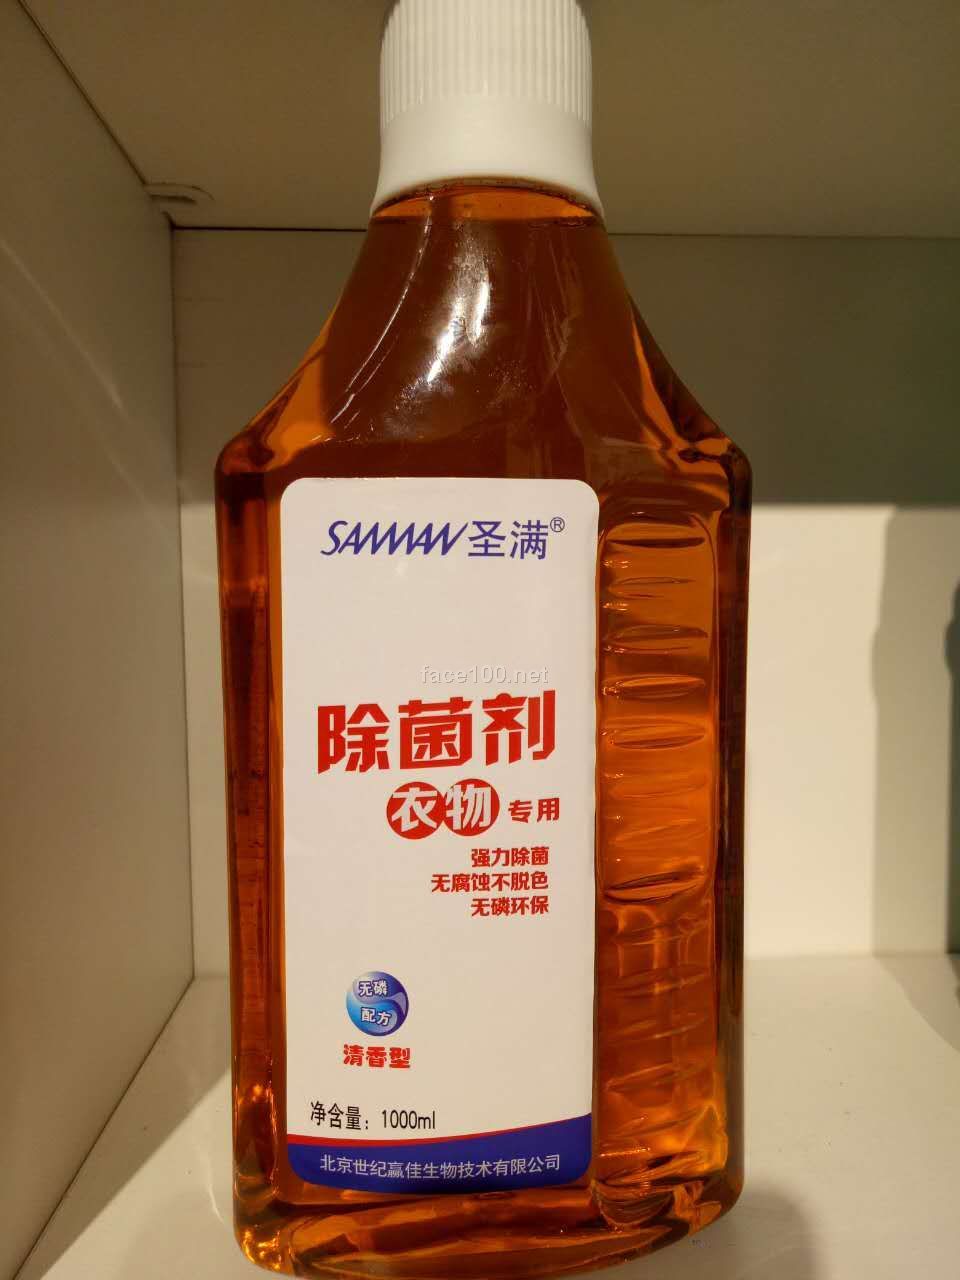 SANMAN圣满®
face100.net
除菌剂
衣物专用
强力除菌
无腐蚀不脱色
无磷环保
无磷
配方
清香型
净含量：1000ml
北京世纪赢佳生物技术有限公司